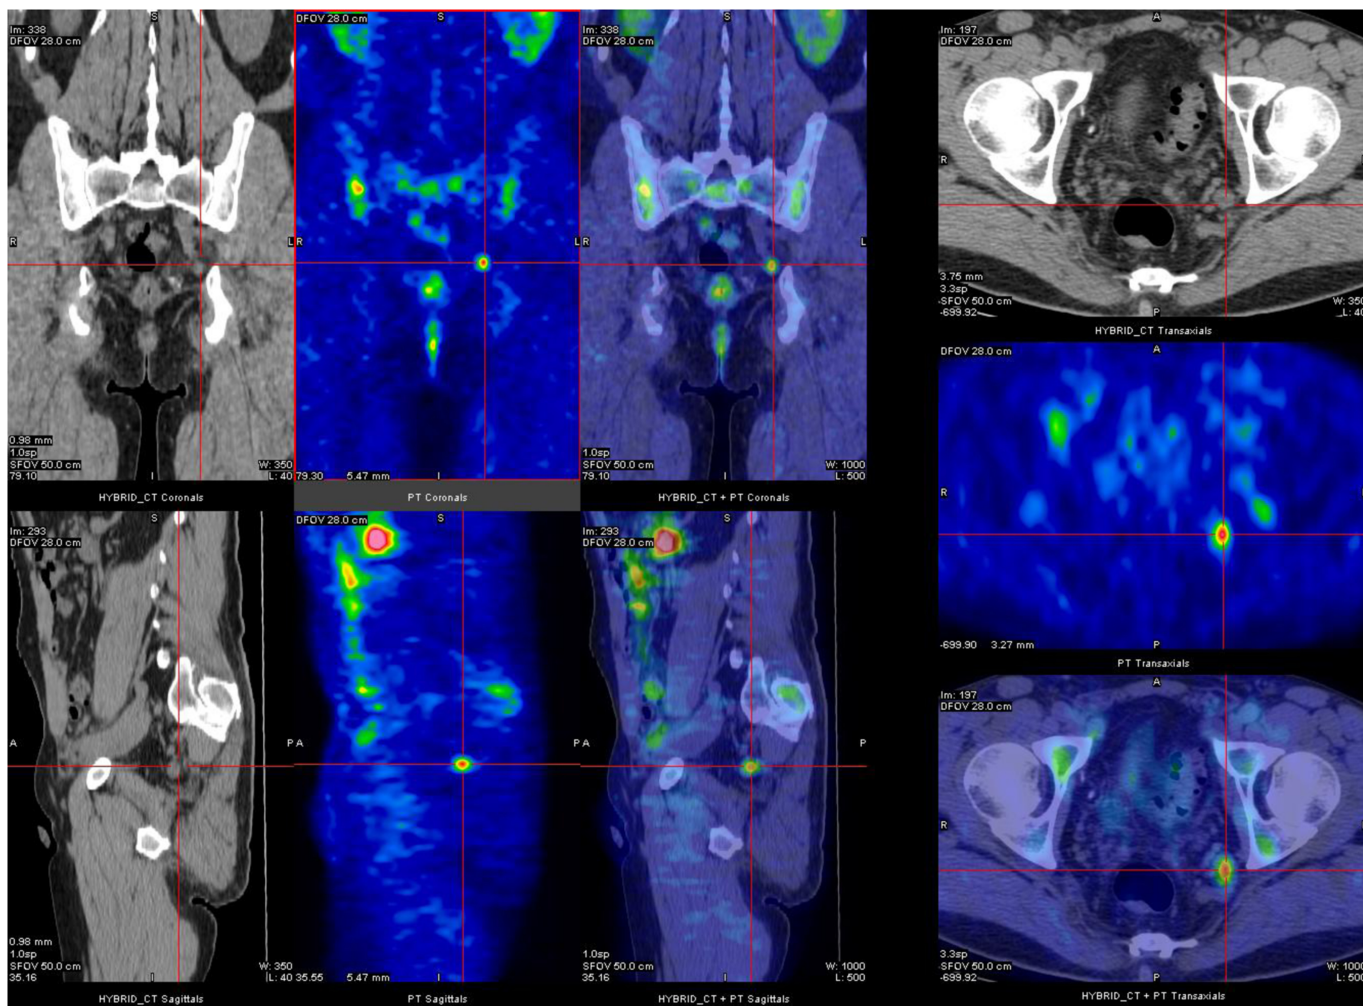 S
Im: 338
DFOV 28.0 cm
R
L
0.98 mm
1.0sp
SFOV 50.0 cm
79.10
I
W: 350
L: 40
HYBRID_CT Coronals
DFOV 28.0 cm
S
R
L
79.30
5.47 mm
I
PT Coronals
S
Im: 338
DFOV 28.0 cm
R
L
1.0sp
SFOV 50.0 cm
79.10
I
W: 1000
L: 500
HYBRID_CT + PT Coronals
A
Im: 197
DFOV 28.0 cm
R
3.75 mm
3.3sp
SFOV 50.0 cm
-699.92
P
W: 350
L: 40
HYBRID_CT Transaxials
DFOV 28.0 cm
A
R
-699.90
3.27 mm
P
PT Transaxials
S
Im: 293
DFOV 28.0 cm
A
P
0.98 mm
1.0sp
SFOV 50.0 cm
35.16
I
W: 350
L: 40
HYBRID_CT Sagittals
DFOV 28.0 cm
S
A
P
35.55
5.47 mm
I
PT Sagittals
S
Im: 293
DFOV 28.0 cm
A
P
1.0sp
SFOV 50.0 cm
35.16
I
W: 1000
L: 500
HYBRID_CT + PT Sagittals
A
Im: 197
DFOV 28.0 cm
R
3.3sp
SFOV 50.0 cm
-699.92
P
W: 1000
L: 500
HYBRID_CT + PT Transaxials